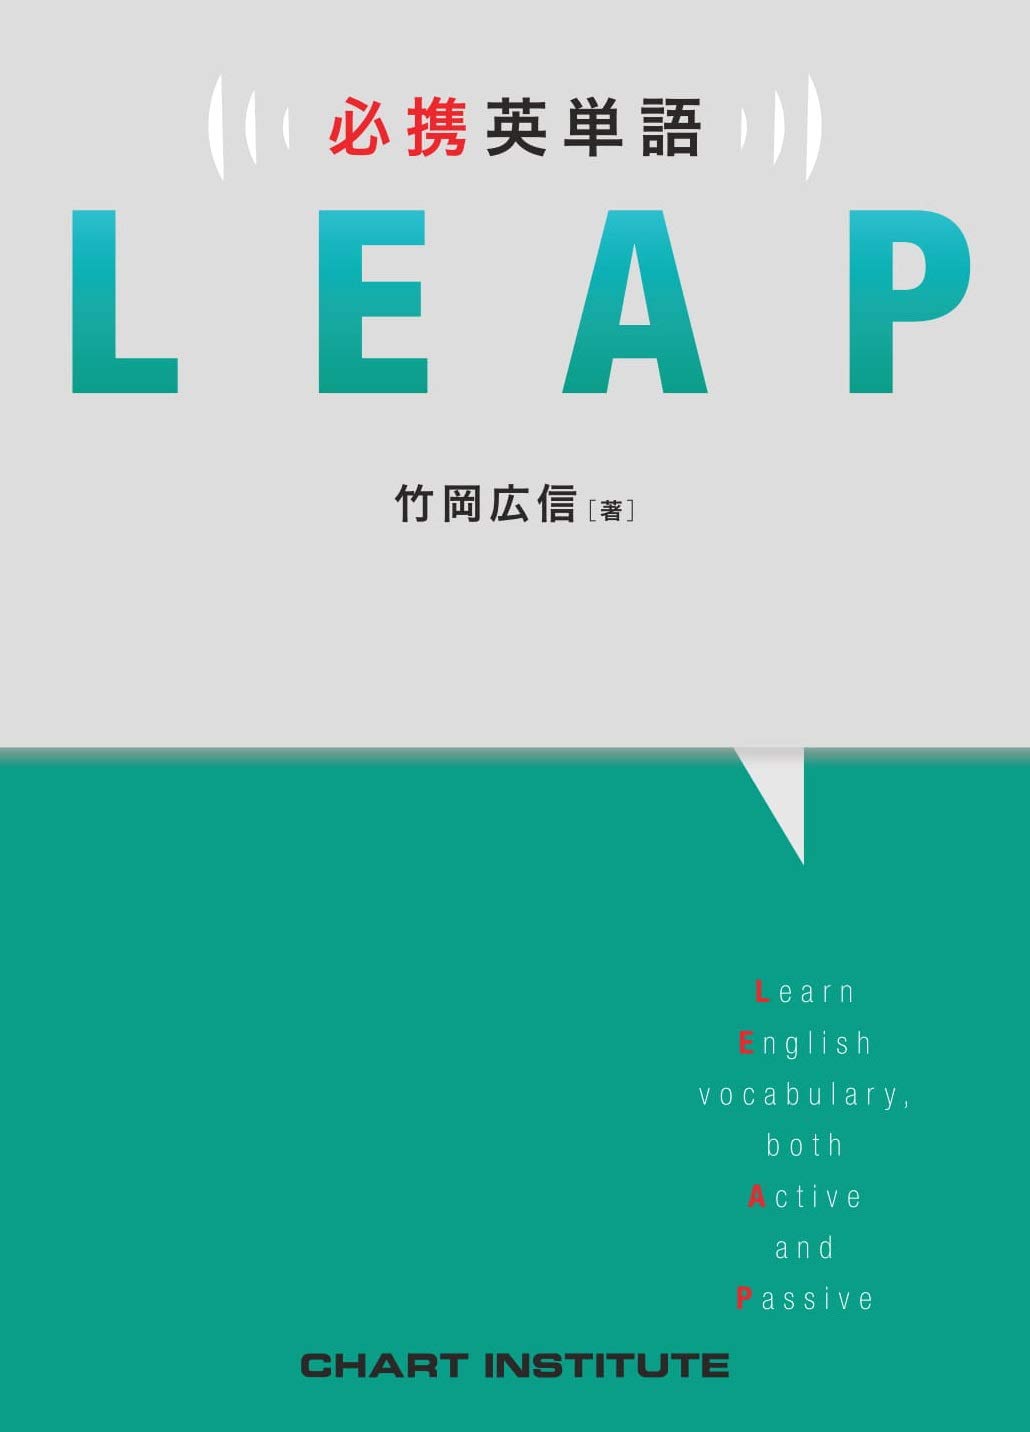 必携英単語
LEAP
竹岡広信[著]
Learn
English
vocabulary,
both
Active
and
Passive
CHART INSTITUTE